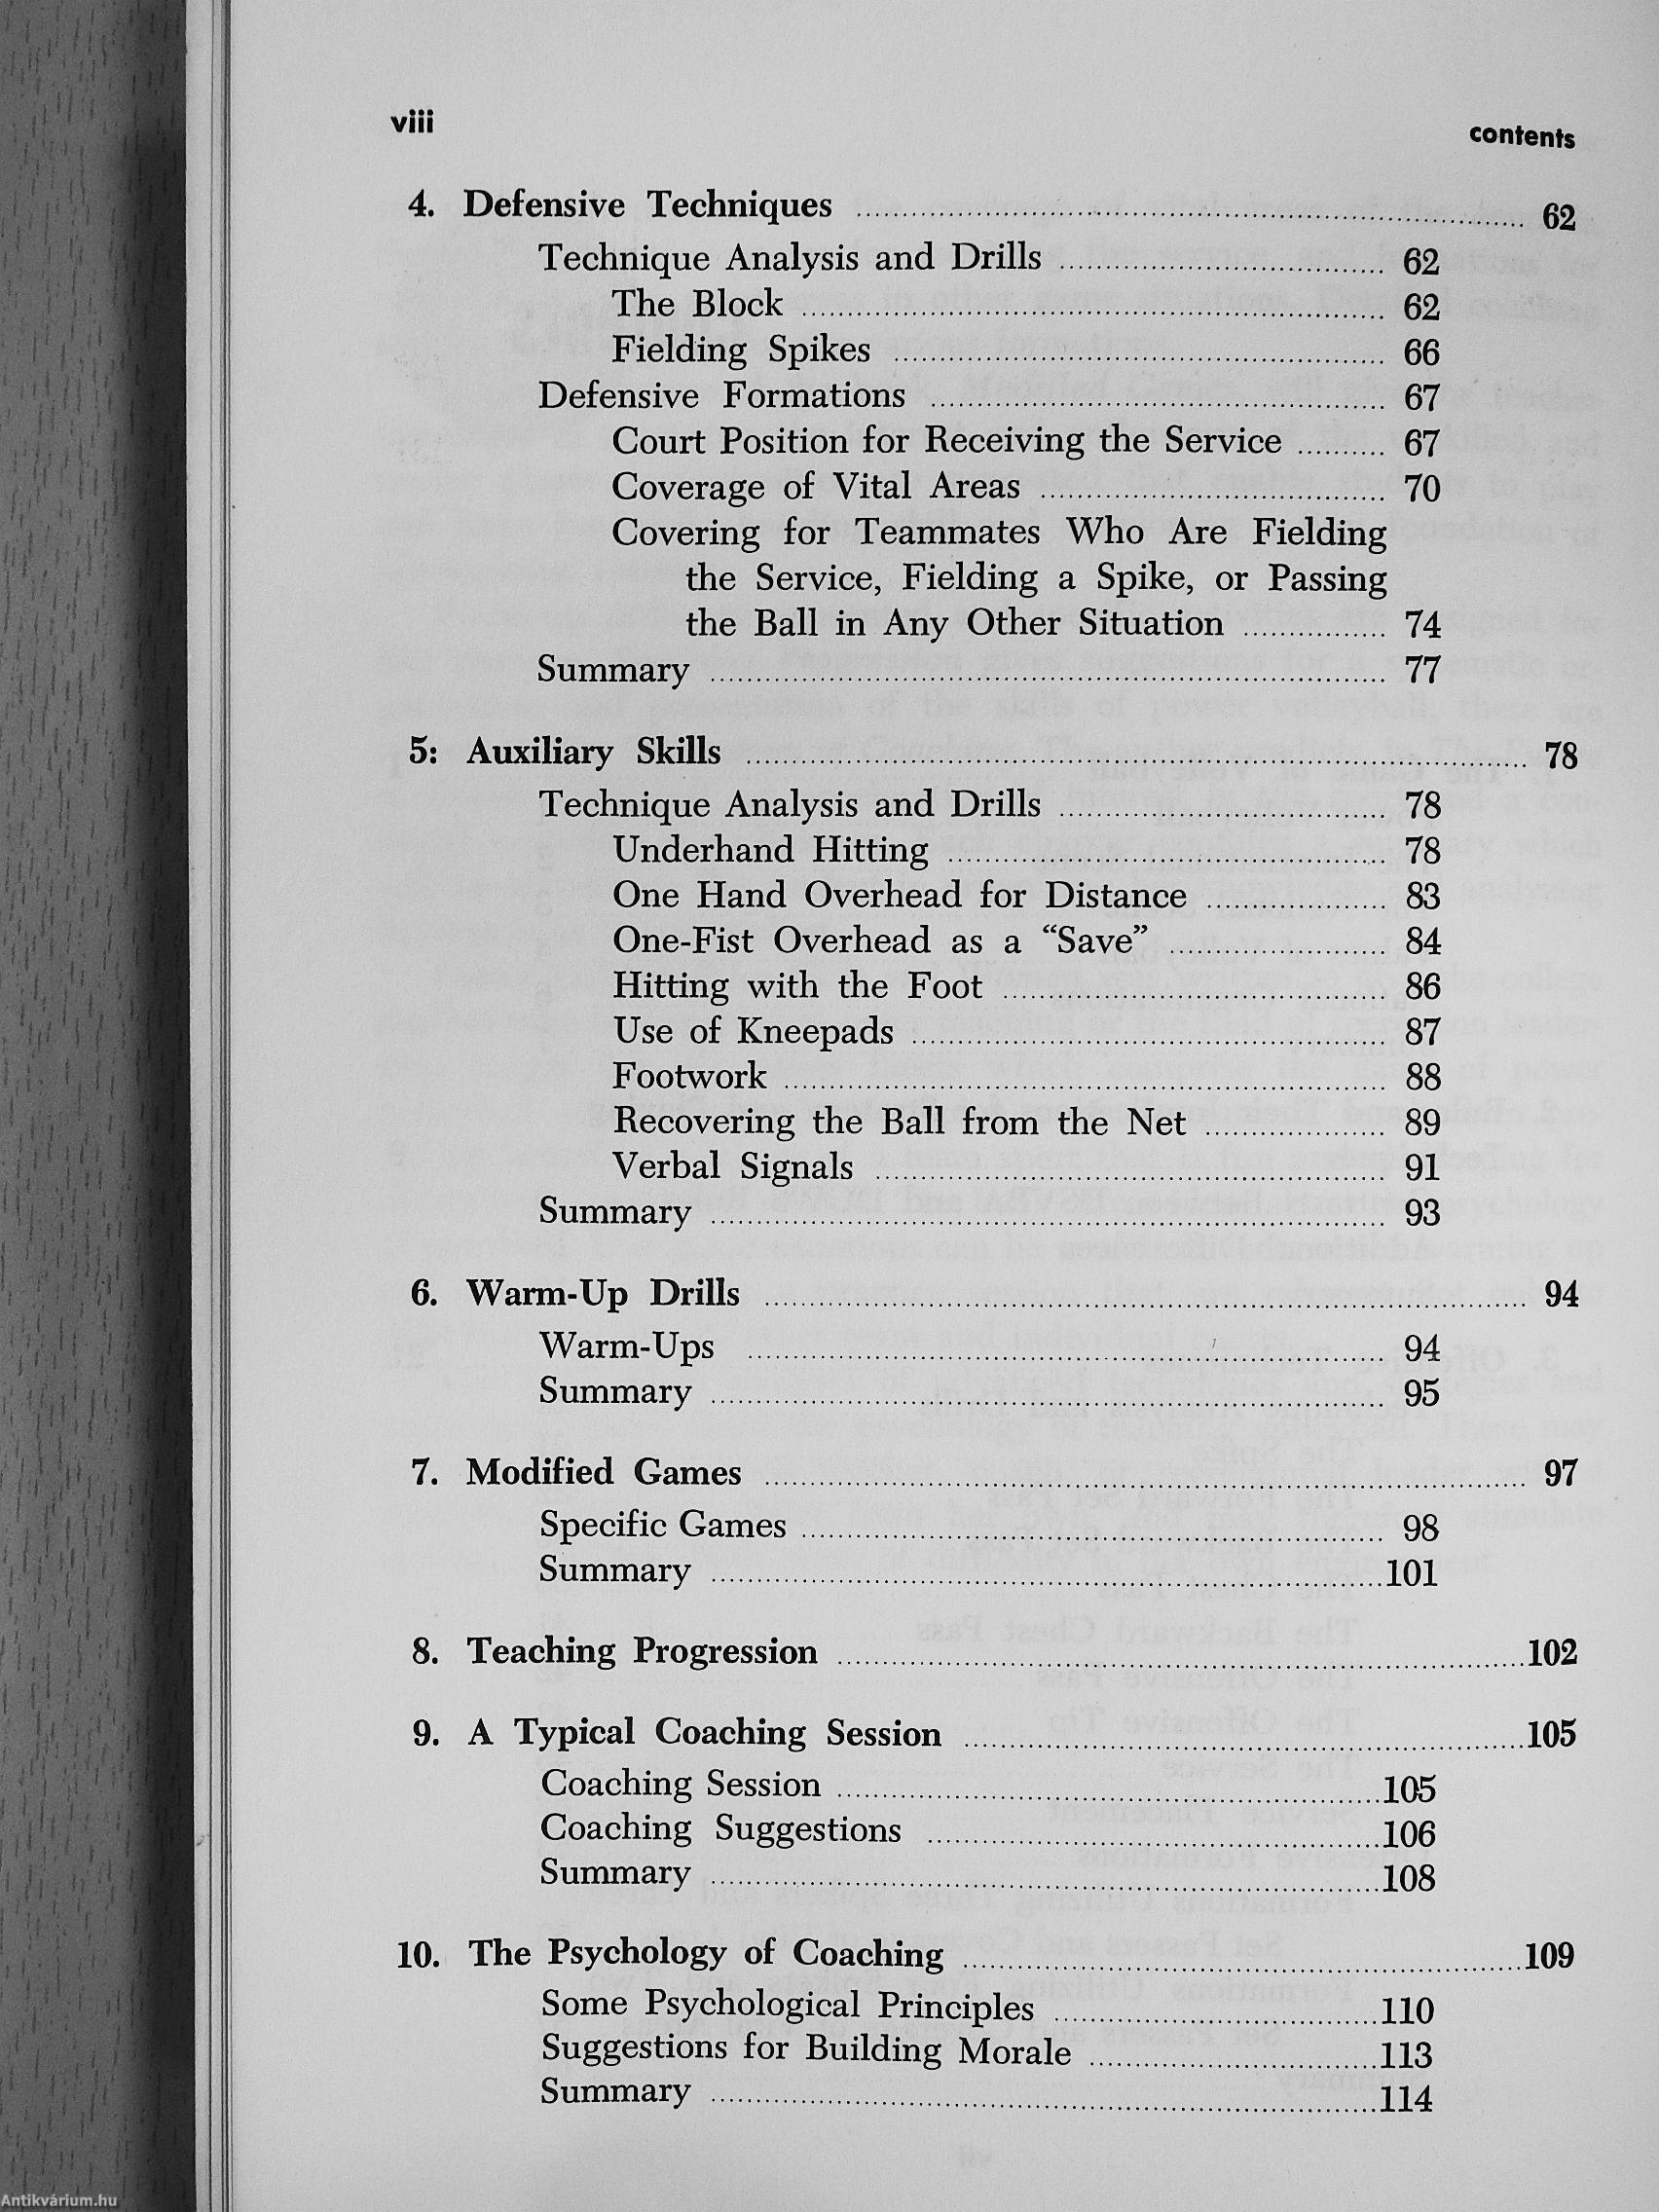 viii
contents
4. Defensive Techniques ........ 62
Technique Analysis and Drills ........ 62
The Block ........ 62
Fielding Spikes ........ 66
Defensive Formations ........ 67
Court Position for Receiving the Service ........ 67
Coverage of Vital Areas ........ 70
Covering for Teammates Who Are Fielding
the Service, Fielding a Spike, or Passing
the Ball in Any Other Situation ........ 74
Summary ........ 77
5: Auxiliary Skills ........ 78
Technique Analysis and Drills ........ 78
Underhand Hitting ........ 78
One Hand Overhead for Distance ........ 83
One-Fist Overhead as a “Save” ........ 84
Hitting with the Foot ........ 86
Use of Kneepads ........ 87
Footwork ........ 88
Recovering the Ball from the Net ........ 89
Verbal Signals ........ 91
Summary ........ 93
6. Warm-Up Drills ........ 94
Warm-Ups ........ 94
Summary ........ 95
7. Modified Games ........ 97
Specific Games ........ 98
Summary ........ 101
8. Teaching Progression ........ 102
9. A Typical Coaching Session ........ 105
Coaching Session ........ 105
Coaching Suggestions ........ 106
Summary ........ 108
10. The Psychology of Coaching ........ 109
Some Psychological Principles ........ 110
Suggestions for Building Morale ........ 113
Summary ........ 114
Antikvárium.hu